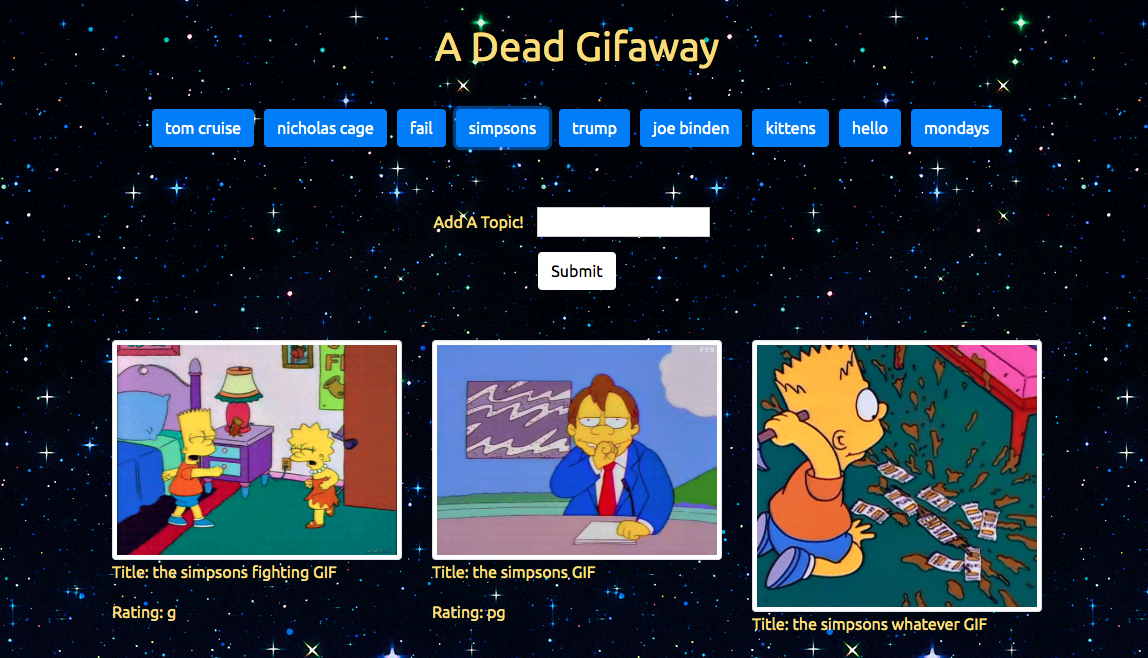 A Dead Gifaway
tom cruise nicholas cage fail simpsons trump joe binden kittens hello mondays
Add A Topic!
Submit
FYA
Title: the simpsons fighting GIF
Title: the simpsons GIF
Rating: g
Rating: pg
Title: the simpsons whatever GIF